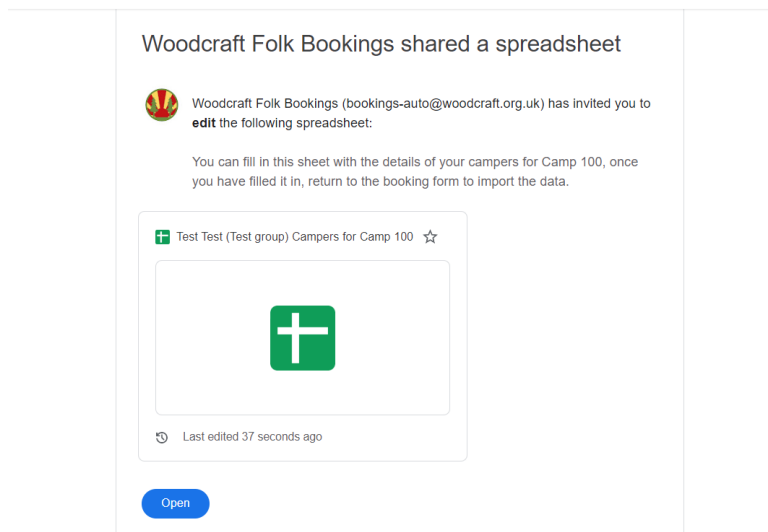 Woodcraft Folk Bookings shared a spreadsheet
Woodcraft Folk Bookings (bookings-auto@woodcraft.org.uk) has invited you to
edit the following spreadsheet:
You can fill in this sheet with the details of your campers for Camp 100, once
you have filled it in, return to the booking form to import the data.
Test Test (Test group) Campers for Camp 100
Last edited 37 seconds ago
Open